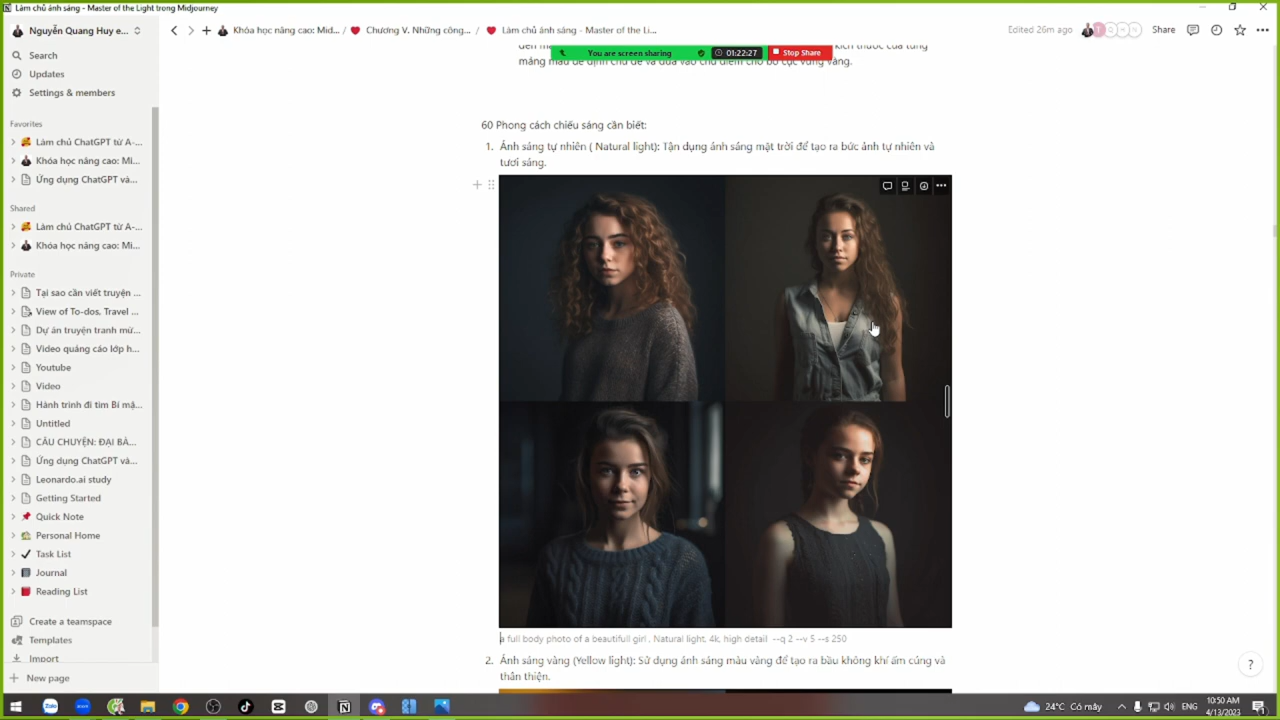 Làm chủ ánh sáng - Master of the Light trong Midjourney
Nguyễn Quang Huy e...
Khóa học nâng cao: Mid... /
Chương V. Những công... /
Làm chủ ánh sáng - Master of the Li...
Edited 26m ago
Share
You are screen sharing
01:22:27
Stop Share
Search
Updates
Settings & members
Favorites
Làm chủ ChatGPT từ A-...
Khóa học nâng cao: Mi...
Ứng dụng ChatGPT và...
Shared
Làm chủ ChatGPT từ A-...
Khóa học nâng cao: Mi...
Private
Tại sao cần viết truyện ...
View of To-dos, Travel ...
Dự án truyện tranh mù...
Video quảng cáo lớp h...
Youtube
Video
Hành trình đi tìm Bí mậ...
Untitled
CÂU CHUYỆN: ĐẠI BÀ...
Ứng dụng ChatGPT và...
Leonardo.ai study
Getting Started
Quick Note
Personal Home
Task List
Journal
Reading List
Create a teamspace
Templates
Import
New page
kích thước của từng
mảng màu để định chủ đề và đưa vào chủ điểm cho bố cục vững vàng.
60 Phong cách chiếu sáng cần biết:
1. Ánh sáng tự nhiên ( Natural light): Tận dụng ánh sáng mặt trời để tạo ra bức ảnh tự nhiên và
tươi sáng.
a full body photo of a beautifull girl , Natural light, 4k, high detail --q 2 --v 5 --s 250
2. Ánh sáng vàng (Yellow light): Sử dụng ánh sáng màu vàng để tạo ra bầu không khí ấm cúng và
thân thiện.
?
Zalo
24°C Có mây
ENG
10:50 AM
4/13/2023